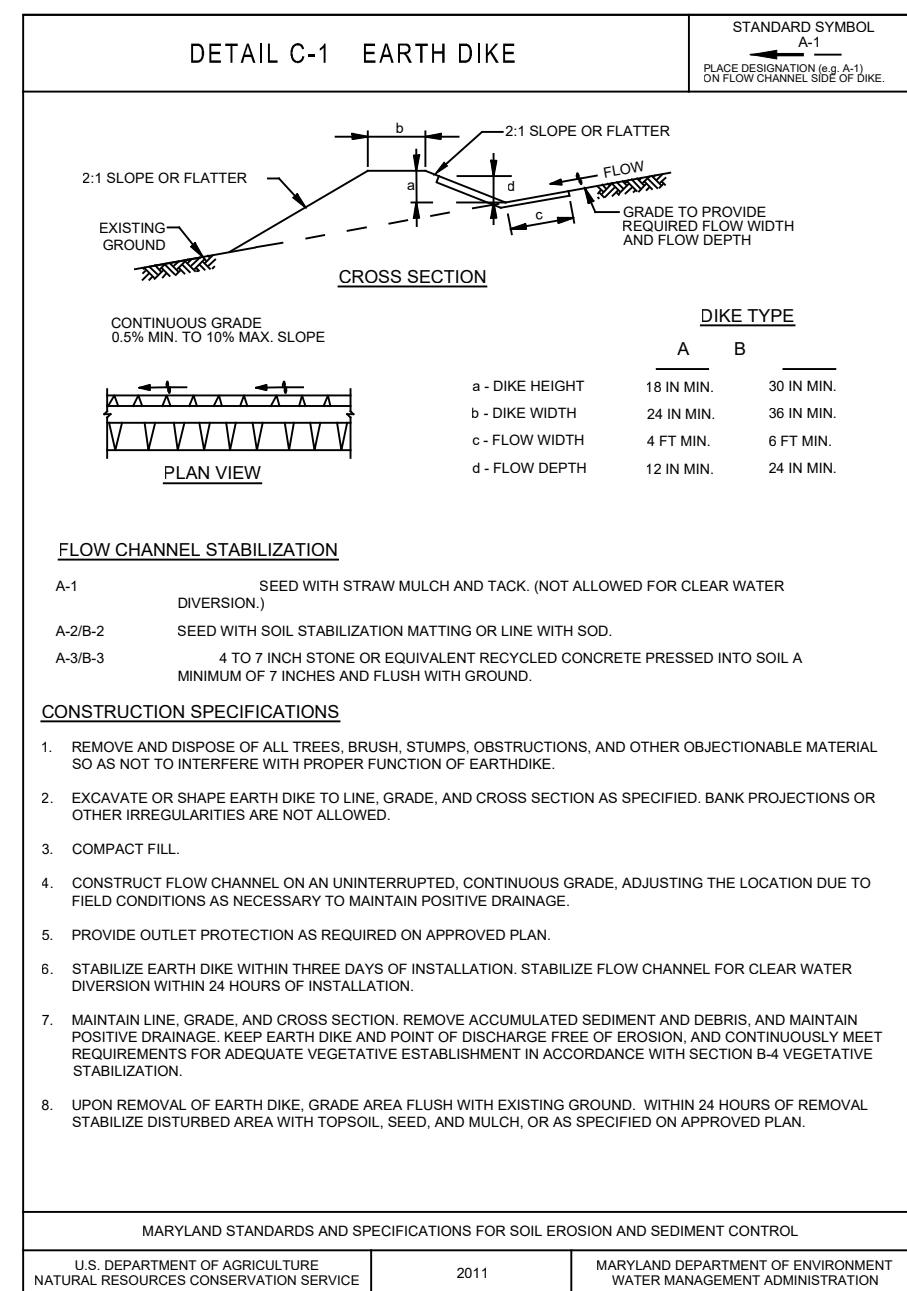 DETAIL C-1 EARTH DIKE
STANDARD SYMBOL
A-1
PLACE DESIGNATION (e.g. A-1)
ON FLOW CHANNEL SIDE OF DIKE.
b
2:1 SLOPE OR FLATTER
2:1 SLOPE OR FLATTER
a
d
FLOW
c
EXISTING
GROUND
GRADE TO PROVIDE
REQUIRED FLOW WIDTH
AND FLOW DEPTH
CROSS SECTION
CONTINUOUS GRADE
0.5% MIN. TO 10% MAX. SLOPE
PLAN VIEW
DIKE TYPE
A B
a - DIKE HEIGHT 18 IN MIN. 30 IN MIN.
b - DIKE WIDTH 24 IN MIN. 36 IN MIN.
c - FLOW WIDTH 4 FT MIN. 6 FT MIN.
d - FLOW DEPTH 12 IN MIN. 24 IN MIN.
FLOW CHANNEL STABILIZATION
A-1 SEED WITH STRAW MULCH AND TACK. (NOT ALLOWED FOR CLEAR WATER
DIVERSION.)
A-2/B-2 SEED WITH SOIL STABILIZATION MATTING OR LINE WITH SOD.
A-3/B-3 4 TO 7 INCH STONE OR EQUIVALENT RECYCLED CONCRETE PRESSED INTO SOIL A
MINIMUM OF 7 INCHES AND FLUSH WITH GROUND.
CONSTRUCTION SPECIFICATIONS
1. REMOVE AND DISPOSE OF ALL TREES, BRUSH, STUMPS, OBSTRUCTIONS, AND OTHER OBJECTIONABLE MATERIAL
SO AS NOT TO INTERFERE WITH PROPER FUNCTION OF EARTHDIKE.
2. EXCAVATE OR SHAPE EARTH DIKE TO LINE, GRADE, AND CROSS SECTION AS SPECIFIED. BANK PROJECTIONS OR
OTHER IRREGULARITIES ARE NOT ALLOWED.
3. COMPACT FILL.
4. CONSTRUCT FLOW CHANNEL ON AN UNINTERRUPTED, CONTINUOUS GRADE, ADJUSTING THE LOCATION DUE TO
FIELD CONDITIONS AS NECESSARY TO MAINTAIN POSITIVE DRAINAGE.
5. PROVIDE OUTLET PROTECTION AS REQUIRED ON APPROVED PLAN.
6. STABILIZE EARTH DIKE WITHIN THREE DAYS OF INSTALLATION. STABILIZE FLOW CHANNEL FOR CLEAR WATER
DIVERSION WITHIN 24 HOURS OF INSTALLATION.
7. MAINTAIN LINE, GRADE, AND CROSS SECTION. REMOVE ACCUMULATED SEDIMENT AND DEBRIS, AND MAINTAIN
POSITIVE DRAINAGE. KEEP EARTH DIKE AND POINT OF DISCHARGE FREE OF EROSION, AND CONTINUOUSLY MEET
REQUIREMENTS FOR ADEQUATE VEGETATIVE ESTABLISHMENT IN ACCORDANCE WITH SECTION B-4 VEGETATIVE
STABILIZATION.
8. UPON REMOVAL OF EARTH DIKE, GRADE AREA FLUSH WITH EXISTING GROUND. WITHIN 24 HOURS OF REMOVAL
STABILIZE DISTURBED AREA WITH TOPSOIL, SEED, AND MULCH, OR AS SPECIFIED ON APPROVED PLAN.
MARYLAND STANDARDS AND SPECIFICATIONS FOR SOIL EROSION AND SEDIMENT CONTROL
U.S. DEPARTMENT OF AGRICULTURE
NATURAL RESOURCES CONSERVATION SERVICE
2011
MARYLAND DEPARTMENT OF ENVIRONMENT
WATER MANAGEMENT ADMINISTRATION